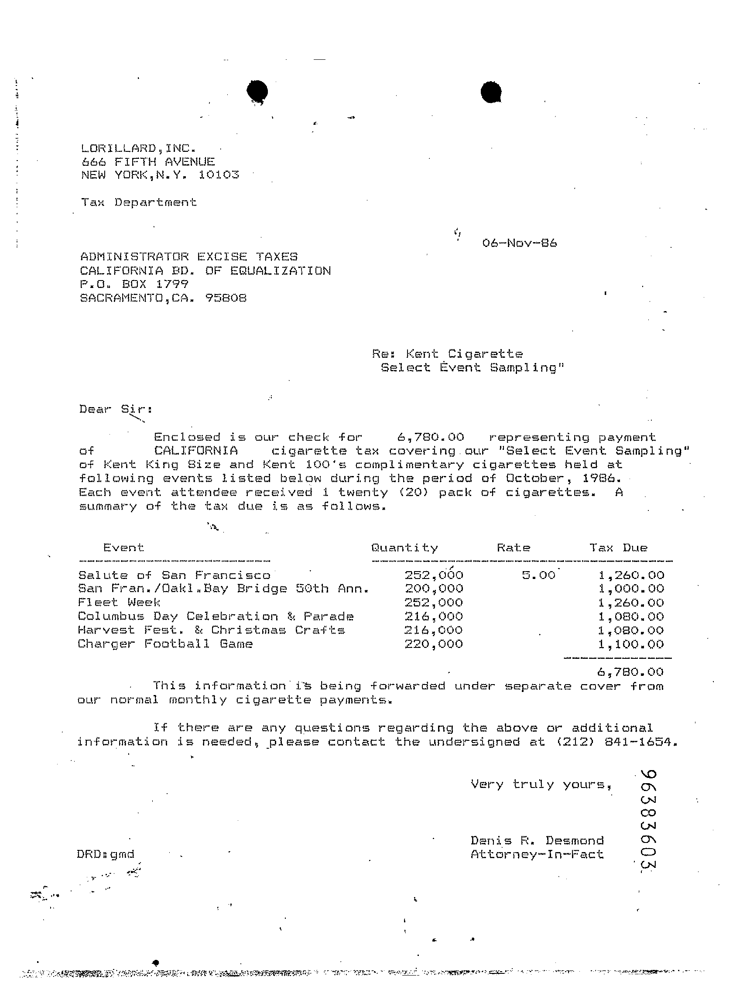 LORILLARD,INC.
666 FIFTH AVENUE
NEW YORK,N.Y. 10103
Tax Department
06-Nov-86
ADMINISTRATOR EXCISE TAXES
CALIFORNIA BD. OF EQUALIZATION
P.O. BOX 1799
SACRAMENTO,CA. 95808
Re: Kent Cigarette
Select Event Sampling"
Dear Sir:
Enclosed is our check for 6,780.00 representing payment
of CALIFORNIA cigarette tax covering our "Select Event Sampling"
of Kent King Size and Kent 100's complimentary cigarettes held at
following events listed below during the period of October, 1986.
Each event attendee received 1 twenty (20) pack of cigarettes. A
summary of the tax due is as follows.
Event Quantity Rate Tax Due
Salute of San Francisco 252,000 5.00 1,260.00
San Fran./Oakl.Bay Bridge 50th Ann. 200,000 1,000.00
Fleet Week 252,000 1,260.00
Columbus Day Celebration & Parade 216,000 1,080.00
Harvest Fest. & Christmas Crafts 216,000 1,080.00
Charger Football Game 220,000 1,100.00
6,780.00
This information is being forwarded under separate cover from
our normal monthly cigarette payments.
If there are any questions regarding the above or additional
information is needed, please contact the undersigned at (212) 841-1654.
Very truly yours,
Denis R. Desmond
Attorney-In-Fact
DRD:gmd
96383603